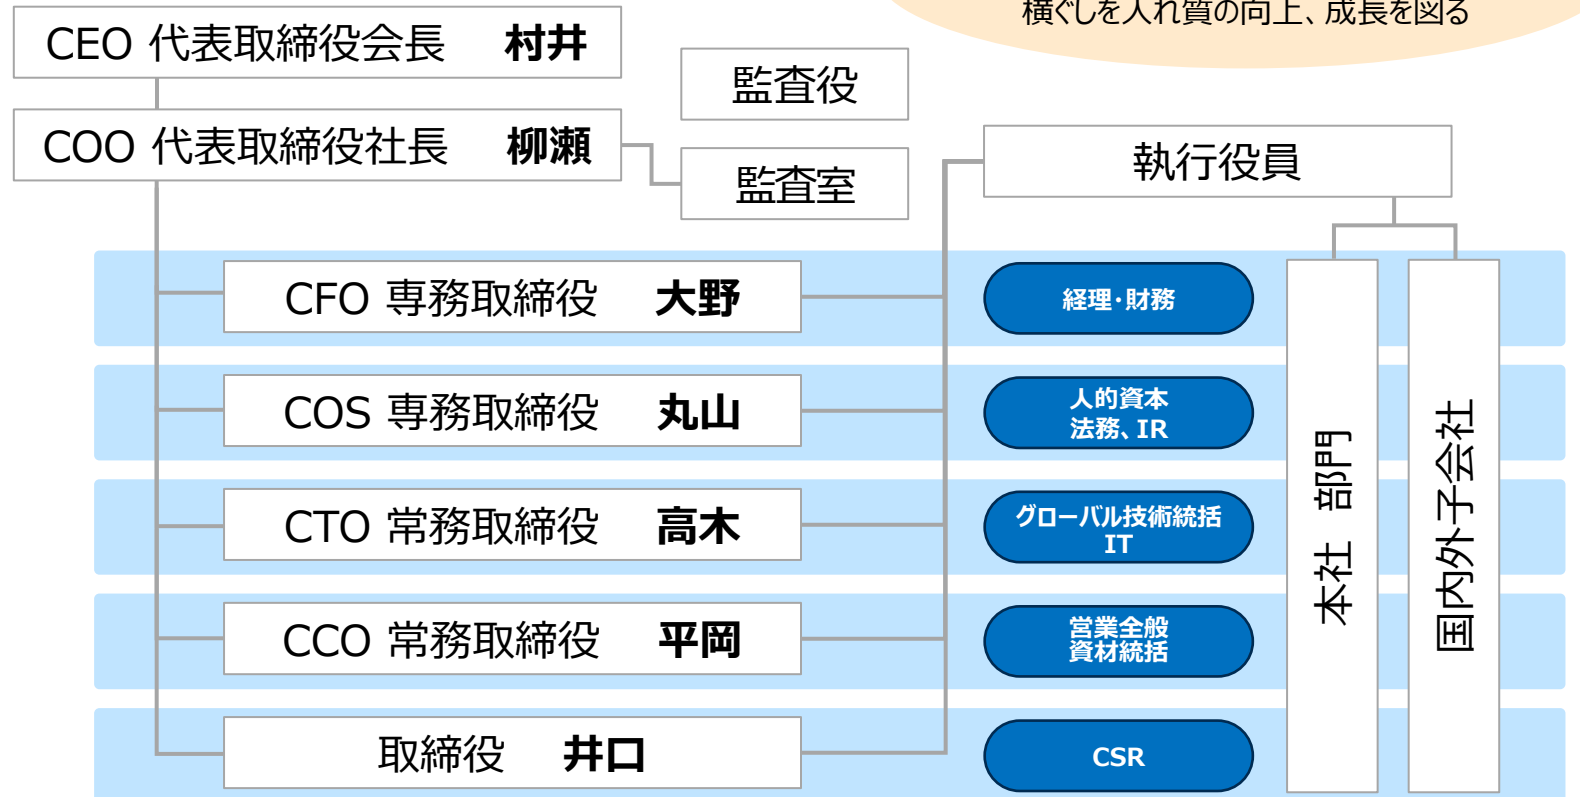 横ぐしを入れ質の向上、成長を図る
CEO 代表取締役会長 村井
監査役
COO 代表取締役社長 柳瀬
監査室
執行役員
CFO 専務取締役 大野
経理・財務
COS 専務取締役 丸山
人的資本
法務、IR
CTO 常務取締役 高木
グローバル技術統括
IT
CCO 常務取締役 平岡
営業全般
資材統括
取締役 井口
CSR
本社 部門
国内外子会社